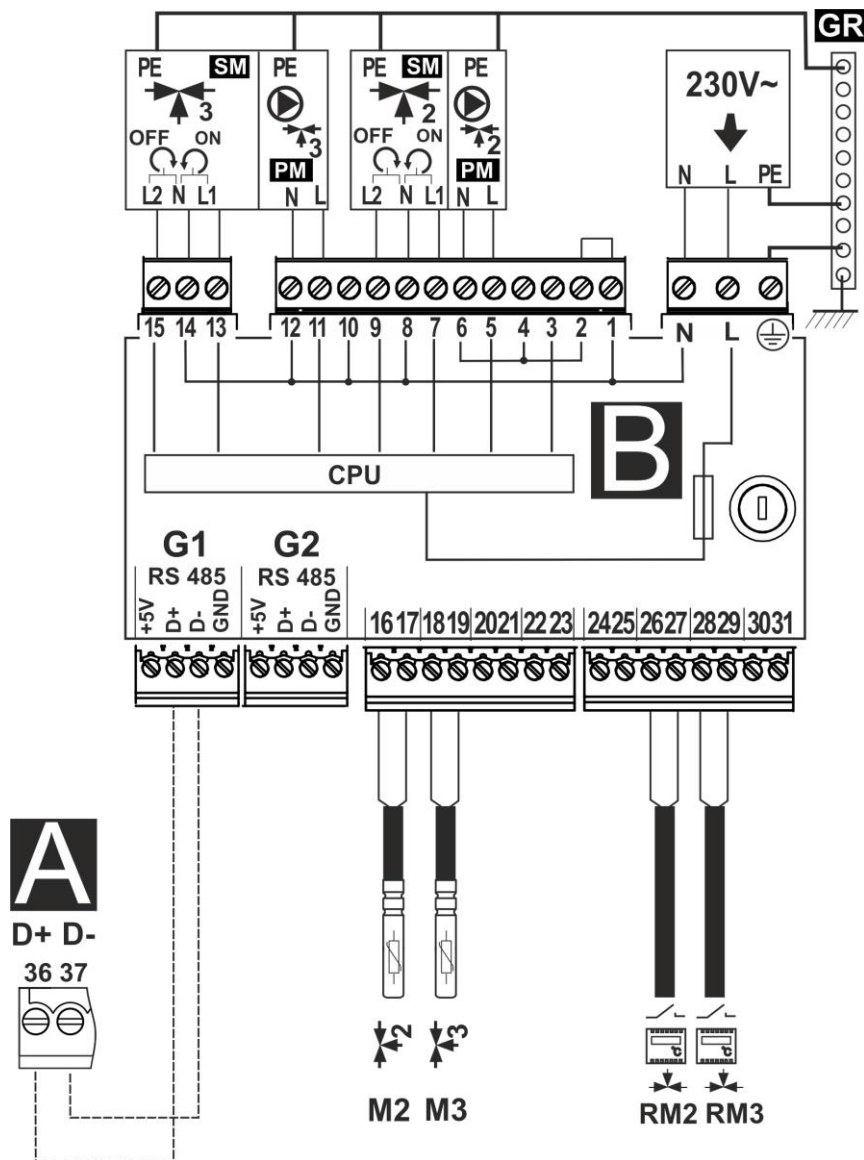 GR
PE SM PE PE SM PE
3 2
230V~
OFF ON 3 OFF ON 2
PM PM
N L PE
L2 N L1 N L L2 N L1 N L
15 14 13 12 11 10 9 8 7 6 5 4 3 2 1 N L
B
CPU
G1 G2
RS 485 RS 485
+5V D+ D- GND +5V D+ D- GND
16 17 18 19 20 21 22 23 24 25 26 27 28 29 30 31
A
D+ D-
36 37
2 3
°C °C
M2 M3 RM2 RM3